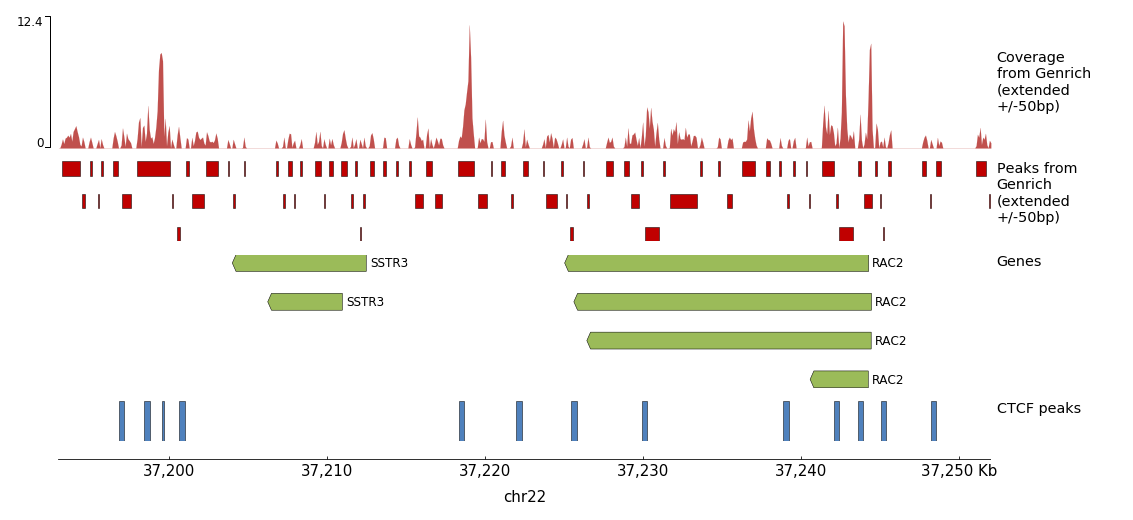 12.4
0
Coverage
from Genrich
(extended
+/-50bp)
Peaks from
Genrich
(extended
+/-50bp)
SSTR3
RAC2
Genes
SSTR3
RAC2
RAC2
RAC2
CTCF peaks
37,200
37,210
37,220
37,230
37,240
37,250 Kb
chr22